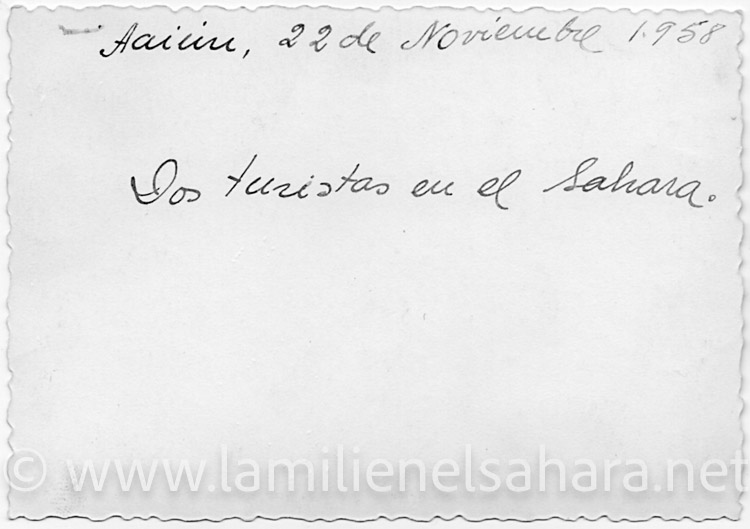 Aaiún, 22 de Noviembre 1.958
Dos turistas en el Sahara.
© www.lamilienelsahara.net